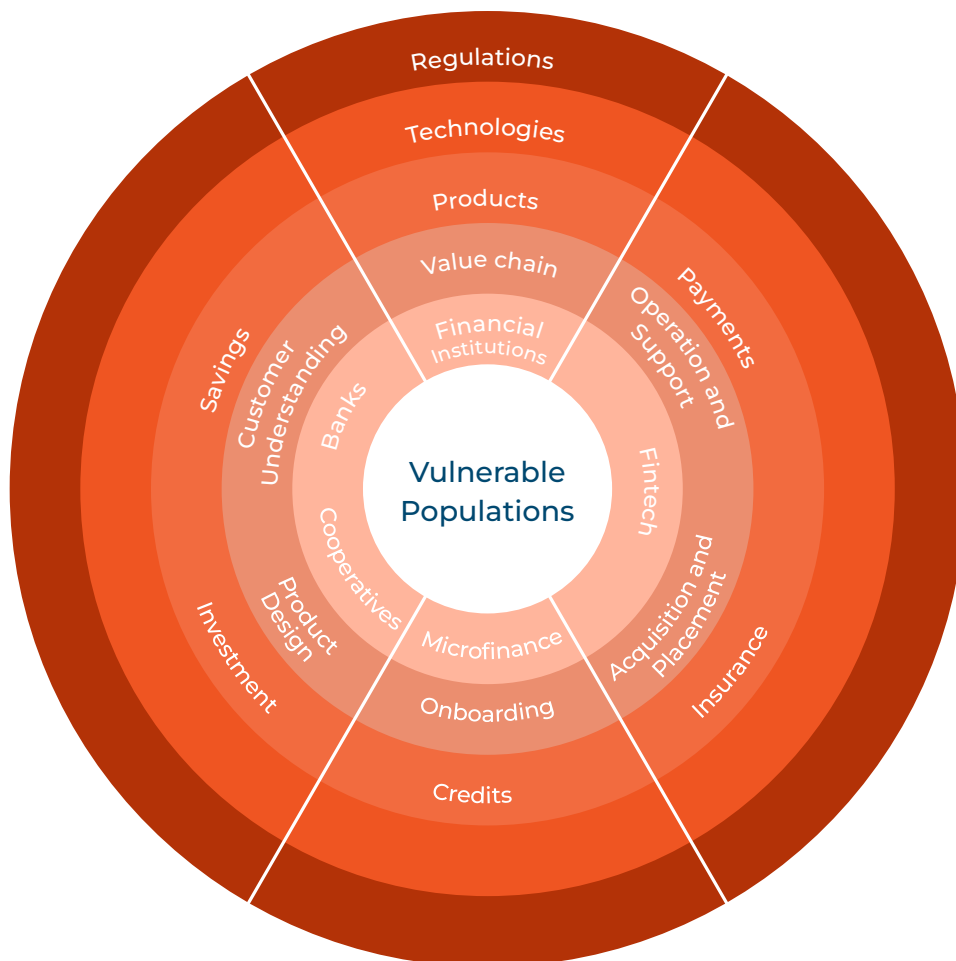 Regulations
Technologies
Products
Value chain
Financial
Institutions
Payments
Operation and
Support
Savings
Customer
Understanding
Banks
Fintech
Vulnerable
Populations
Cooperatives
Product
Design
Investment
Acquisition and
Placement
Insurance
Microfinance
Onboarding
Credits